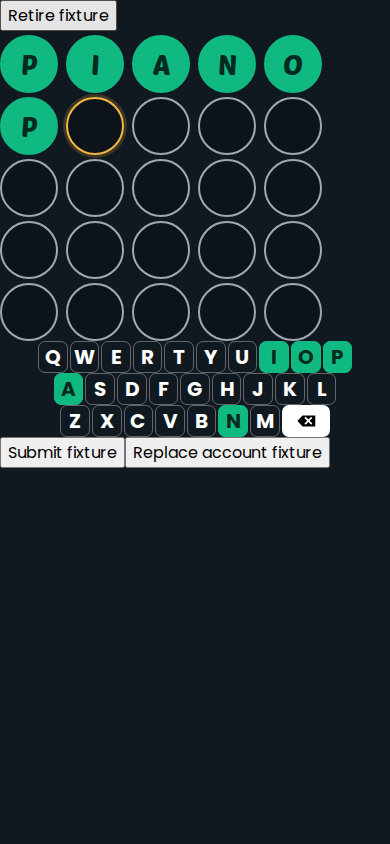 Retire fixture
P I A N O
P
Q W E R T Y U I O P
A S D F G H J K L
Z X C V B N M
Submit fixture Replace account fixture